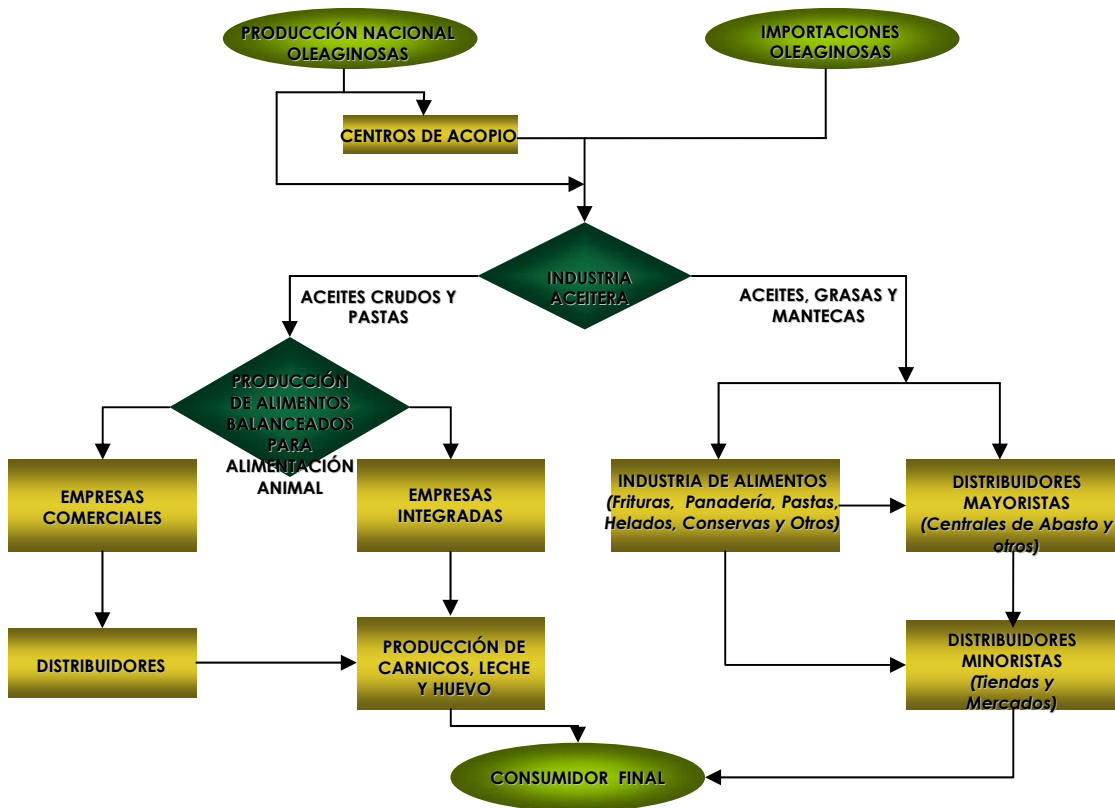 PRODUCCIÓN NACIONAL
OLEAGINOSAS
IMPORTACIONES
OLEAGINOSAS
CENTROS DE ACOPIO
INDUSTRIA
ACEITERA
ACEITES CRUDOS Y
PASTAS
ACEITES, GRASAS Y
MANTECAS
PRODUCCIÓN
DE ALIMENTOS
BALANCEADOS
PARA
ALIMENTACIÓN
ANIMAL
EMPRESAS
COMERCIALES
EMPRESAS
INTEGRADAS
INDUSTRIA DE ALIMENTOS
(Frituras, Panadería, Pastas,
Helados, Conservas y Otros)
DISTRIBUIDORES
MAYORISTAS
(Centrales de Abasto y
otros)
DISTRIBUIDORES
PRODUCCIÓN DE
CARNICOS, LECHE
Y HUEVO
DISTRIBUIDORES
MINORISTAS
(Tiendas y
Mercados)
CONSUMIDOR FINAL